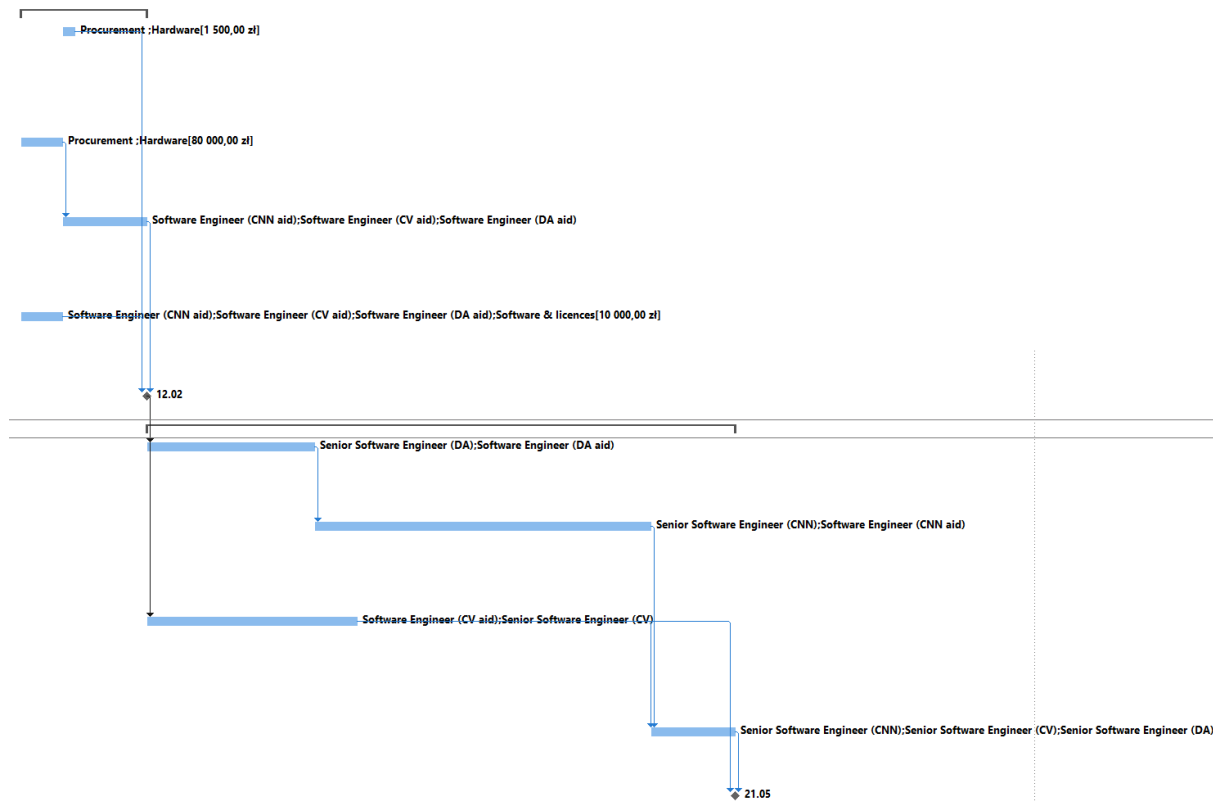 Procurement ;Hardware[1 500,00 zł]
Procurement ;Hardware[80 000,00 zł]
Software Engineer (CNN aid);Software Engineer (CV aid);Software Engineer (DA aid)
Software Engineer (CNN aid);Software Engineer (CV aid);Software Engineer (DA aid);Software & licences[10 000,00 zł]
12.02
Senior Software Engineer (DA);Software Engineer (DA aid)
Senior Software Engineer (CNN);Software Engineer (CNN aid)
Software Engineer (CV aid);Senior Software Engineer (CV)
Senior Software Engineer (CNN);Senior Software Engineer (CV);Senior Software Engineer (DA)
21.05